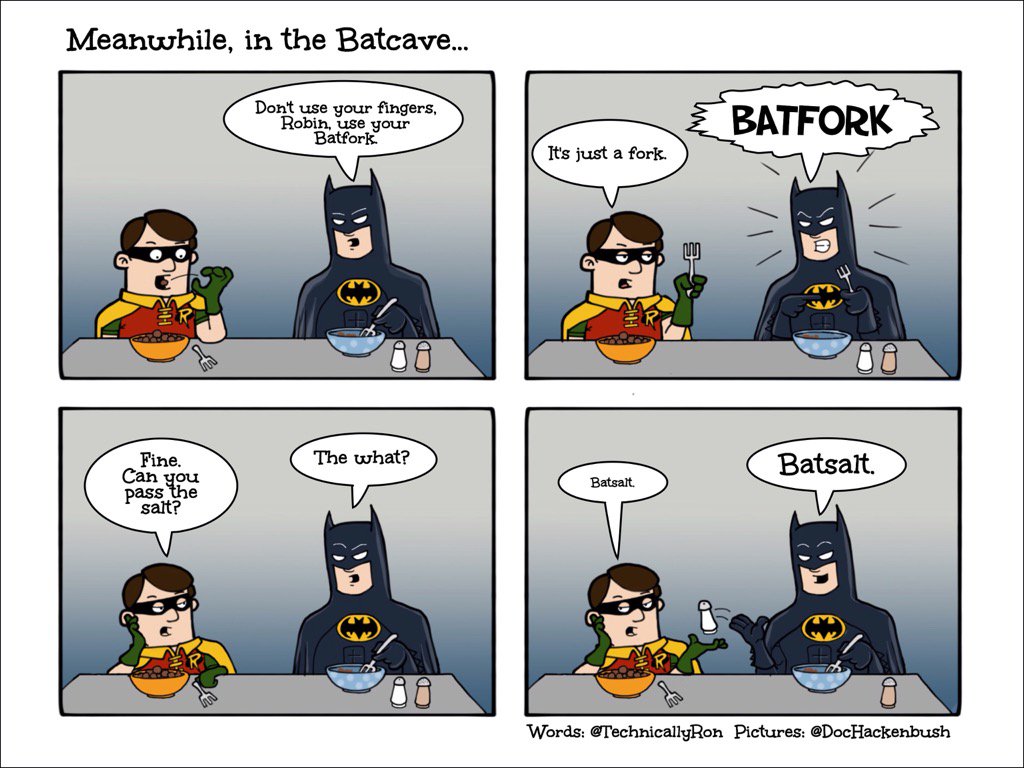 Meanwhile, in the Batcave...
Don't use your fingers,
Robin, use your
Batfork.
R
It's just a fork.
BATFORK
R
Fine.
Can you
pass the
salt?
The what?
R
Batsalt.
Batsalt.
R
Words: @TechnicallyRon Pictures: @DocHackenbush